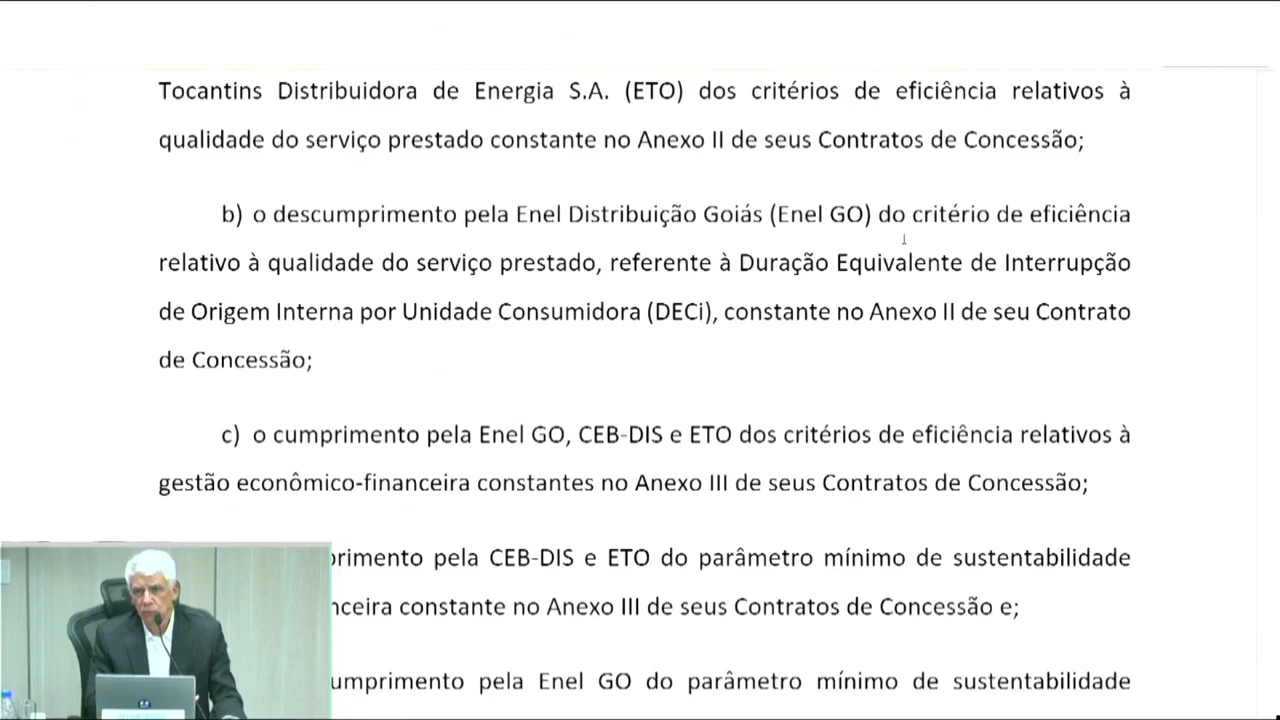 Tocantins Distribuidora de Energia S.A. (ETO) dos critérios de eficiência relativos à
qualidade do serviço prestado constante no Anexo II de seus Contratos de Concessão;
b) o descumprimento pela Enel Distribuição Goiás (Enel GO) do critério de eficiência
relativo à qualidade do serviço prestado, referente à Duração Equivalente de Interrupção
de Origem Interna por Unidade Consumidora (DECi), constante no Anexo II de seu Contrato
de Concessão;
c) o cumprimento pela Enel GO, CEB-DIS e ETO dos critérios de eficiência relativos à
gestão econômico-financeira constantes no Anexo III de seus Contratos de Concessão;
primento pela CEB-DIS e ETO do parâmetro mínimo de sustentabilidade
nceira constante no Anexo III de seus Contratos de Concessão e;
umprimento pela Enel GO do parâmetro mínimo de sustentabilidade